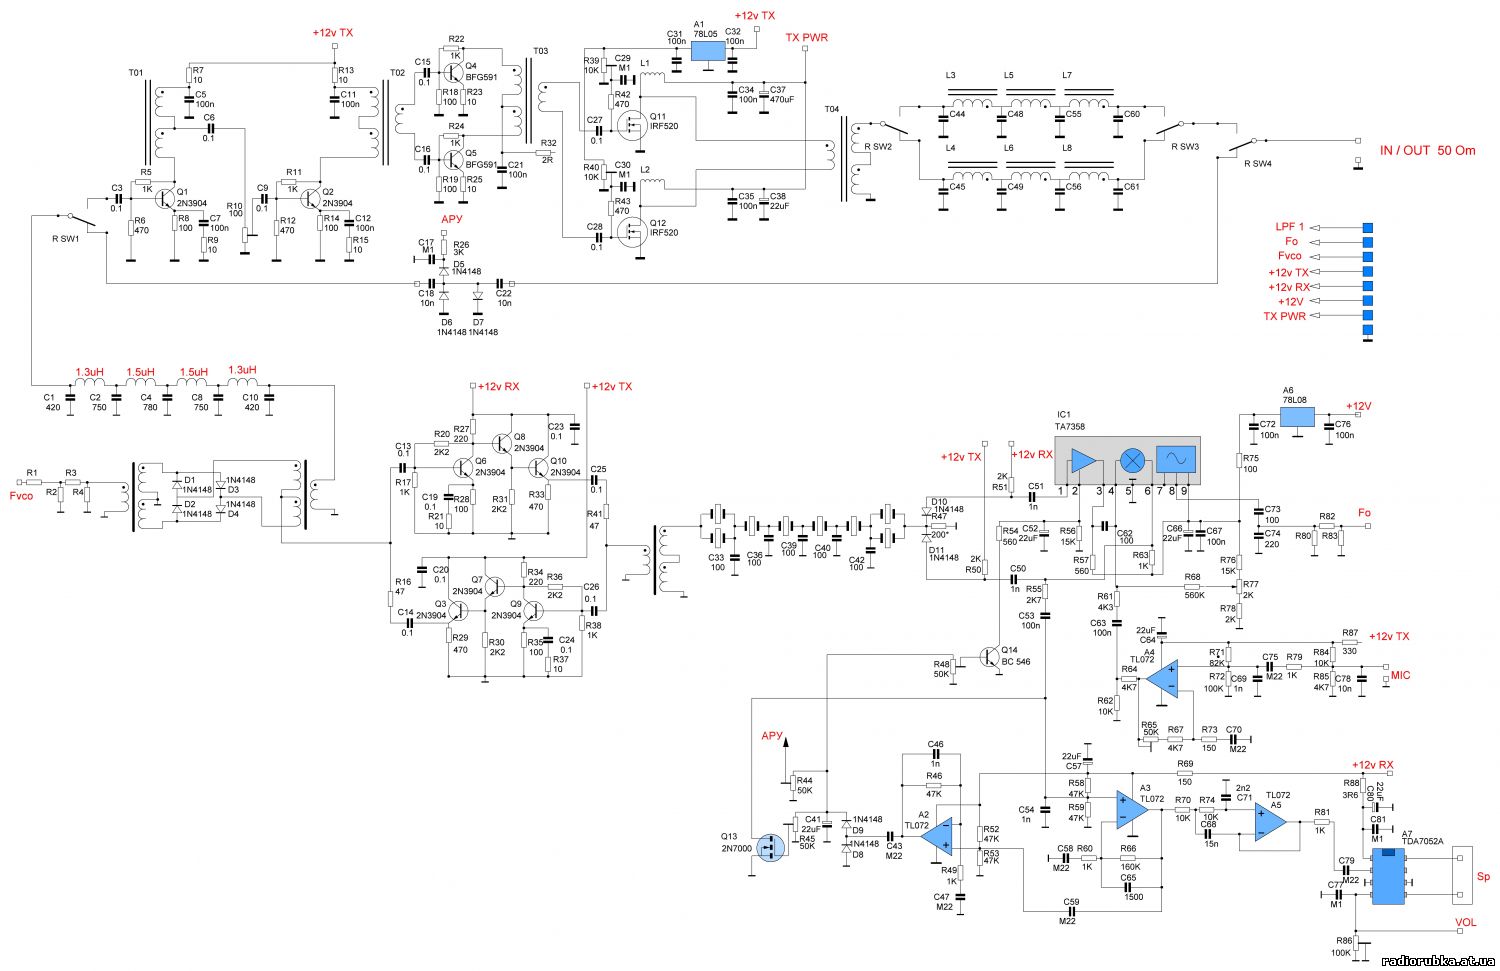 +12v TX
T01
R7
10
C5
100n
C6
0.1
R13
10
C11
100n
T02
R5
1K
C3
0.1
Q1
2N3904
R6
470
R8
100
C7
100n
R9
10
R10
100
C9
0.1
R11
1K
Q2
2N3904
R12
470
R14
100
C12
100n
R15
10
R SW1
C15
0.1
R22
1K
Q4
BFG591
R18
100
R23
10
R24
1K
C16
0.1
Q5
BFG591
R19
100
R25
10
T03
C21
100n
R32
2R
A1
78L05
C31
100n
C32
100n
+12v TX
TX PWR
R39
10K
C29
M1
L1
R42
470
C27
0.1
Q11
IRF520
C34
100n
C37
470uF
R40
10K
C30
M1
L2
R43
470
C28
0.1
Q12
IRF520
C35
100n
C38
22uF
T04
R SW2
L3
L5
L7
C44
C48
C55
C60
L4
L6
L8
C45
C49
C56
C61
R SW3
R SW4
IN / OUT 50 Om
LPF 1
Fo
Fvco
+12v TX
+12v RX
+12V
TX PWR
АРУ
C17
M1
R26
3K
D5
1N4148
C18
10n
C22
10n
D6
1N4148
D7
1N4148
1.3uH
1.5uH
1.5uH
1.3uH
C1
420
C2
750
C4
780
C8
750
C10
420
Fvco
R1
R3
R2
R4
D1
1N4148
D2
1N4148
1N4148
D3
1N4148
D4
+12v RX
+12v TX
R27
220
R20
2K2
Q8
2N3904
C23
0.1
C13
0.1
Q6
2N3904
Q10
2N3904
R17
1K
C19
0.1
R28
100
R21
10
R31
2K2
R33
470
C25
0.1
R41
47
C20
0.1
R16
47
Q7
2N3904
R34
220
R36
2K2
C26
0.1
Q3
2N3904
Q9
2N3904
C14
0.1
R29
470
R30
2K2
R35
100
C24
0.1
R37
10
R38
1K
C33
100
C36
100
C39
100
C40
100
C42
100
+12v TX
+12v RX
2K
R51
C51
1n
D10
1N4148
R47
200*
D11
1N4148
2K
R50
C50
1n
IC1
TA7358
1
2
3
4
5
6
7
8
9
R54
560
C52
22uF
R56
15K
R57
560
C62
100
R63
1K
C66
22uF
C67
100n
R55
2K7
C53
100n
R61
4K3
C63
100n
R68
560K
R75
100
R76
15K
R77
2K
R78
2K
C72
100n
A6
78L08
C76
100n
+12V
C73
100
C74
220
R82
R80
R83
Fo
Q14
BC 546
R48
50K
22uF
C64
A4
TL072
R64
4K7
R62
10K
R65
50K
R67
4K7
R73
150
C70
M22
R71
82K
R72
100K
C69
1n
C75
M22
R79
1K
R84
10K
R85
4K7
C78
10n
R87
330
+12v TX
MIC
АРУ
R44
50K
Q13
2N7000
R45
50K
C41
22uF
1N4148
D9
1N4148
D8
C43
M22
C46
1n
R46
47K
A2
TL072
R49
1K
C47
M22
R52
47K
R53
47K
C54
1n
22uF
C57
R58
47K
R59
47K
A3
TL072
R69
150
C58
M22
R60
1K
R66
160K
C65
1500
C59
M22
R70
10K
R74
10K
2n2
C71
C68
15n
TL072
A5
R81
1K
+12v RX
R88
3R6
C80
22uF
C81
M1
A7
TDA7052A
C79
M22
C77
M1
Sp
VOL
R86
100K
radiorubka.at.ua